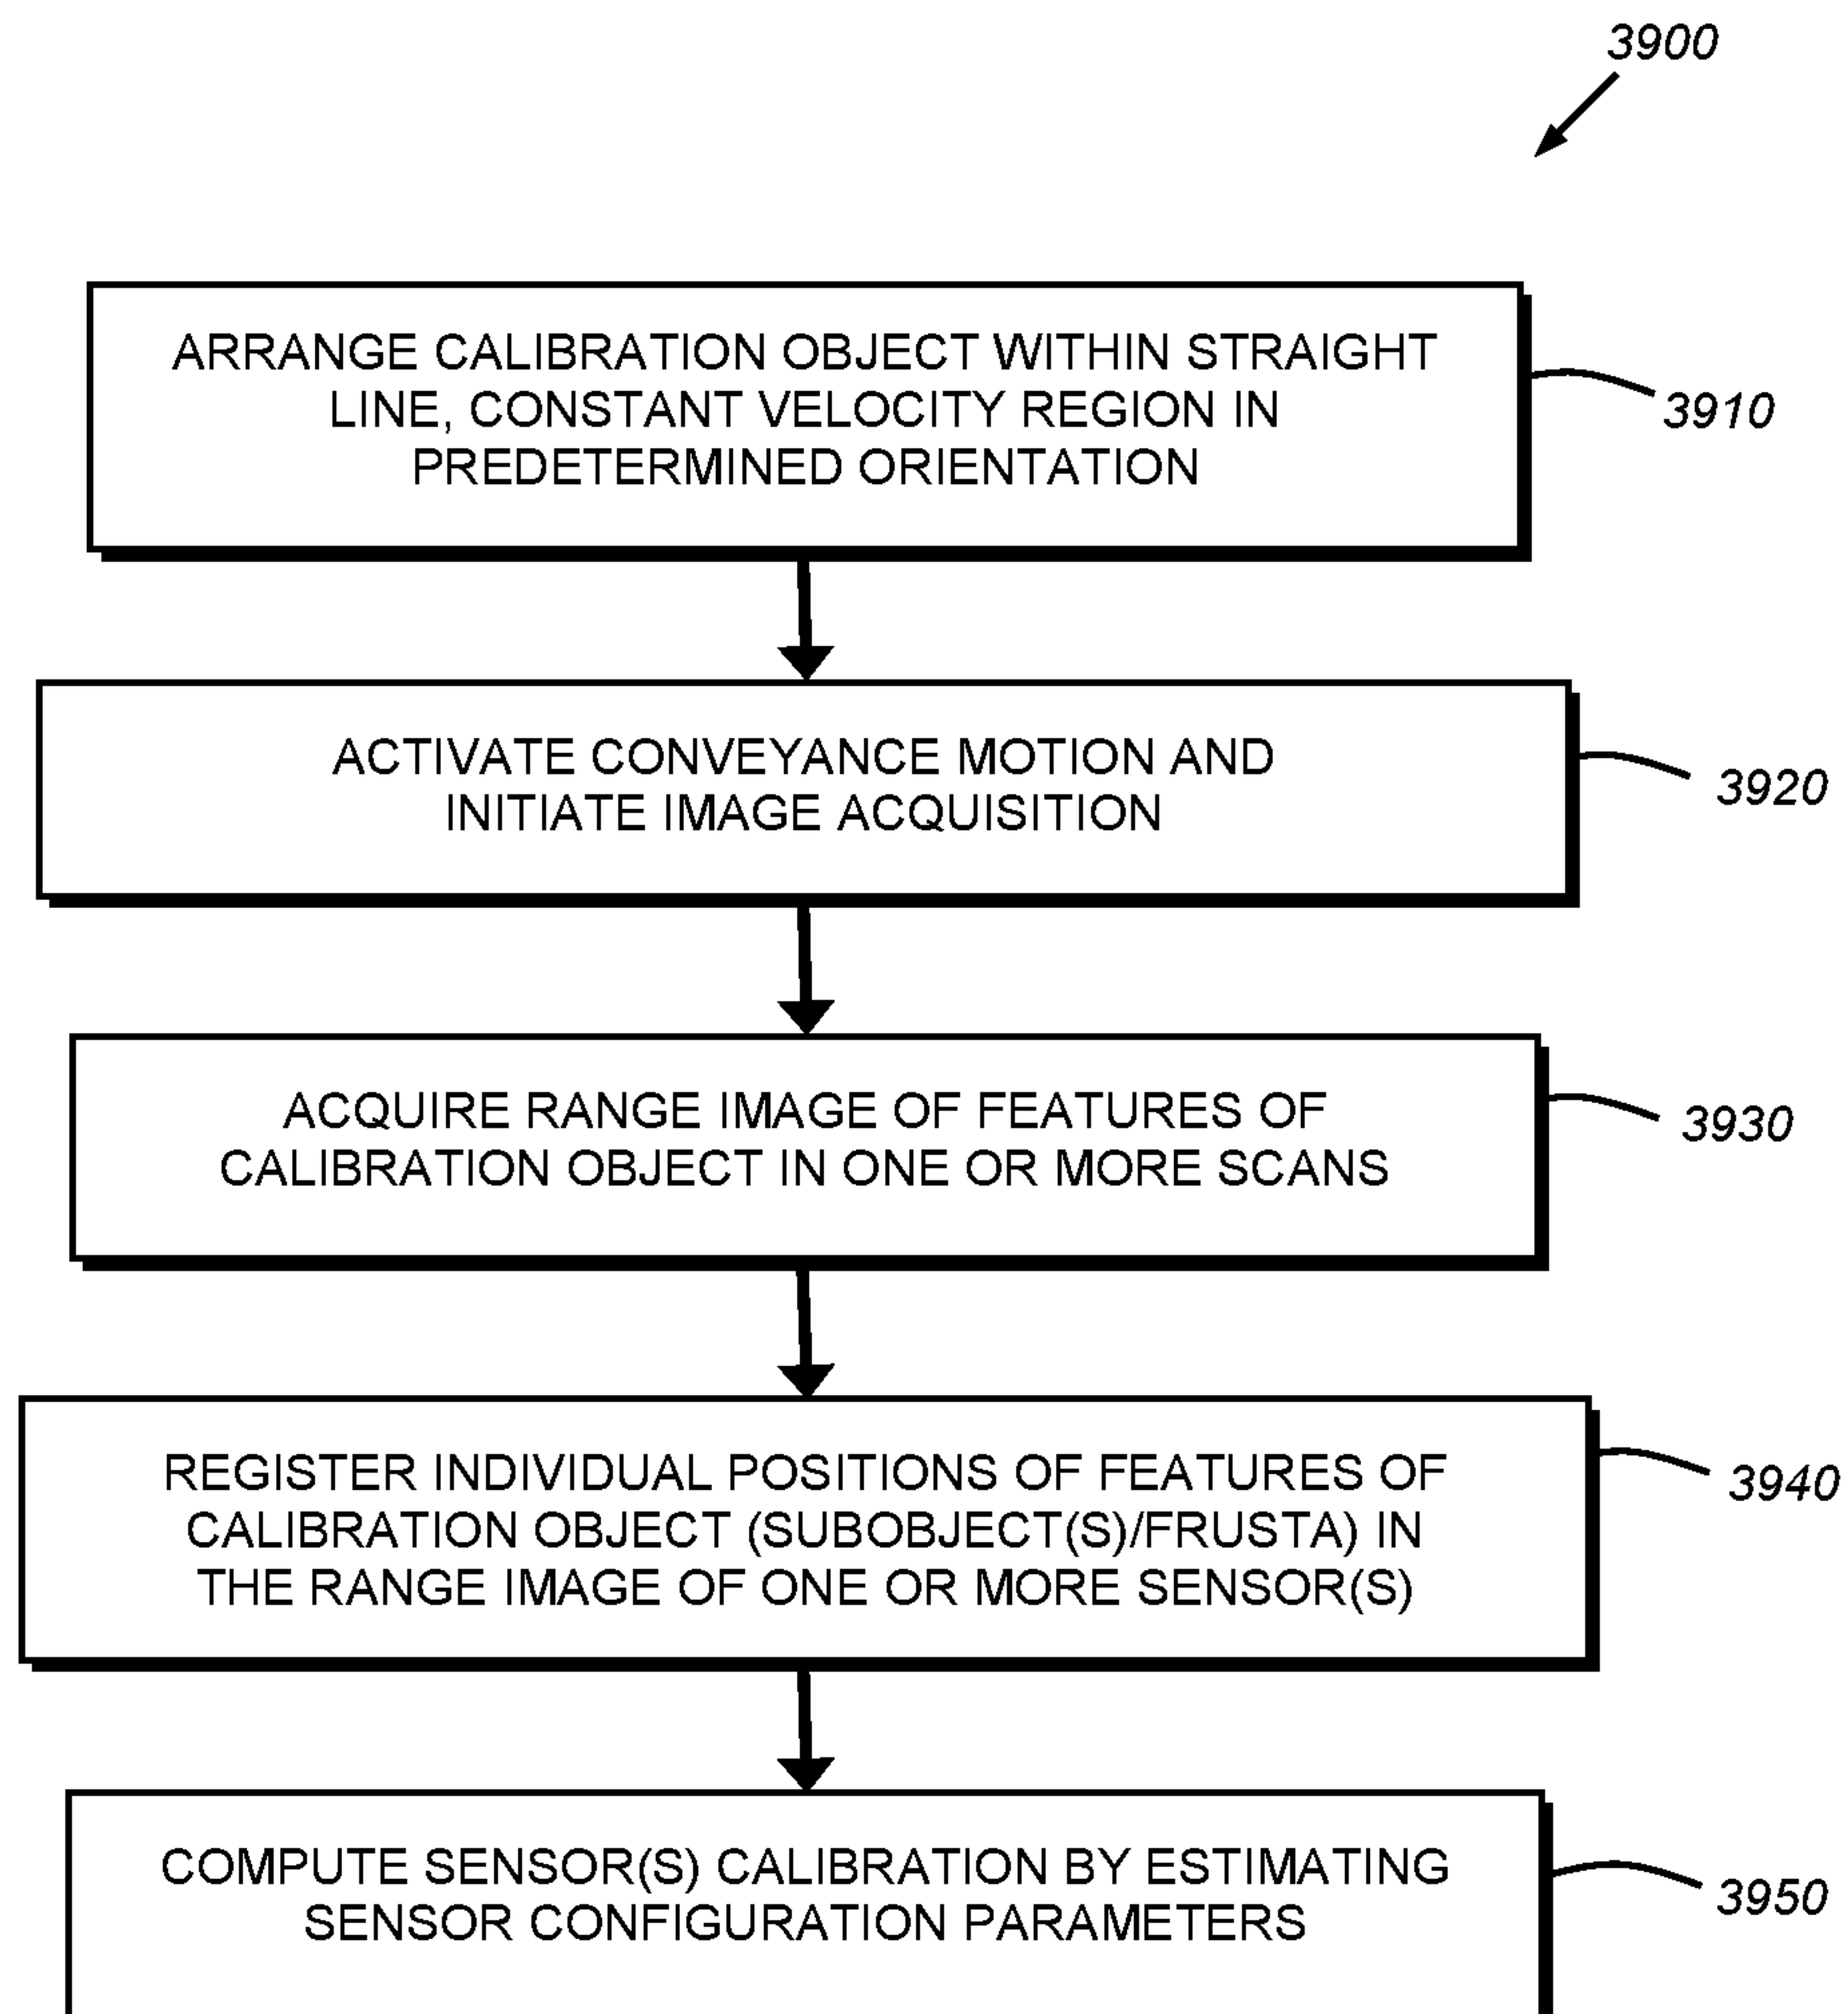 3900
ARRANGE CALIBRATION OBJECT WITHIN STRAIGHT
LINE, CONSTANT VELOCITY REGION IN
PREDETERMINED ORIENTATION
3910
ACTIVATE CONVEYANCE MOTION AND
INITIATE IMAGE ACQUISITION
3920
ACQUIRE RANGE IMAGE OF FEATURES OF
CALIBRATION OBJECT IN ONE OR MORE SCANS
3930
REGISTER INDIVIDUAL POSITIONS OF FEATURES OF
CALIBRATION OBJECT (SUBOBJECT(S)/FRUSTA) IN
THE RANGE IMAGE OF ONE OR MORE SENSOR(S)
3940
COMPUTE SENSOR(S) CALIBRATION BY ESTIMATING
SENSOR CONFIGURATION PARAMETERS
3950